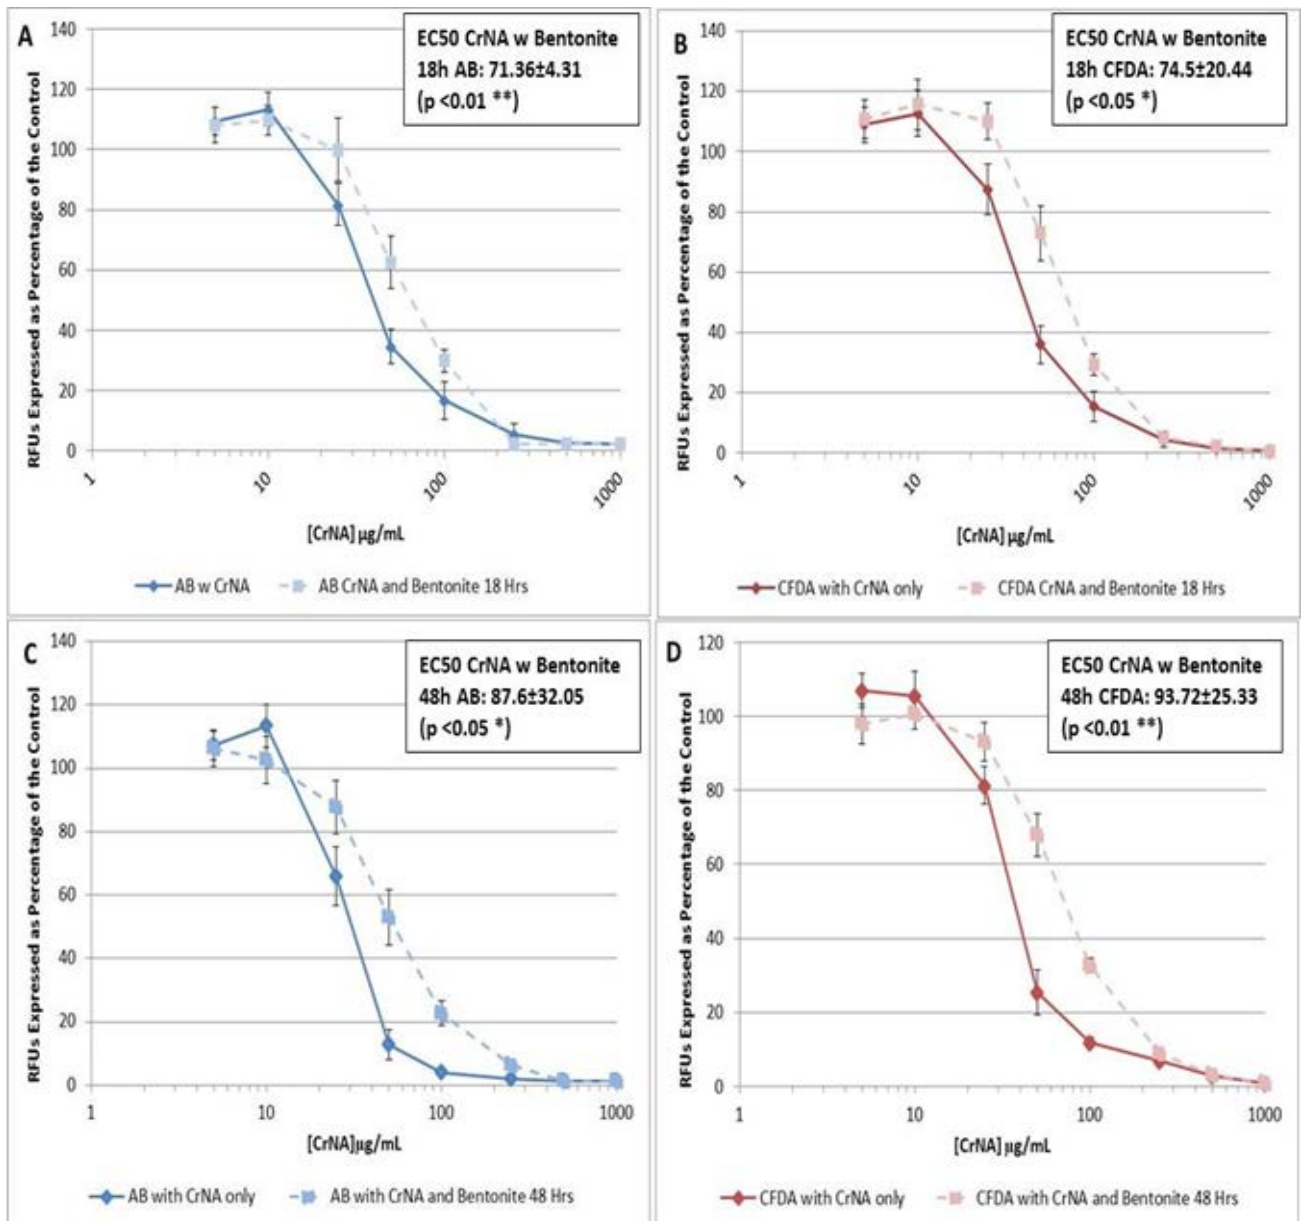 A
EC50 CrNA w Bentonite
18h AB: 71.36±4.31
(p <0.01 **)
RFUs Expressed as Percentage of the Control
140
120
100
80
60
40
20
0
1
10
100
1000
[CrNA] µg/mL
AB w CrNA
AB CrNA and Bentonite 18 Hrs
B
EC50 CrNA w Bentonite
18h CFDA: 74.5±20.44
(p <0.05 *)
RFUs Expressed as Percentage of the Control
140
120
100
80
60
40
20
0
1
10
100
1000
[CrNA] µg/mL
CFDA with CrNA only
CFDA CrNA and Bentonite 18 Hrs
C
EC50 CrNA w Bentonite
48h AB: 87.6±32.05
(p <0.05 *)
RFUs Expressed as Percentage of the Control
140
120
100
80
60
40
20
0
1
10
100
1000
[CrNA]µg/mL
AB with CrNA only
AB with CrNA and Bentonite 48 Hrs
D
EC50 CrNA w Bentonite
48h CFDA: 93.72±25.33
(p <0.01 **)
RFUs Expressed as Percentage of the Control
120
100
80
60
40
20
0
1
10
100
1000
[CrNA] µg/mL
CFDA with CrNA only
CFDA with CrNA and Bentonite 48 Hrs